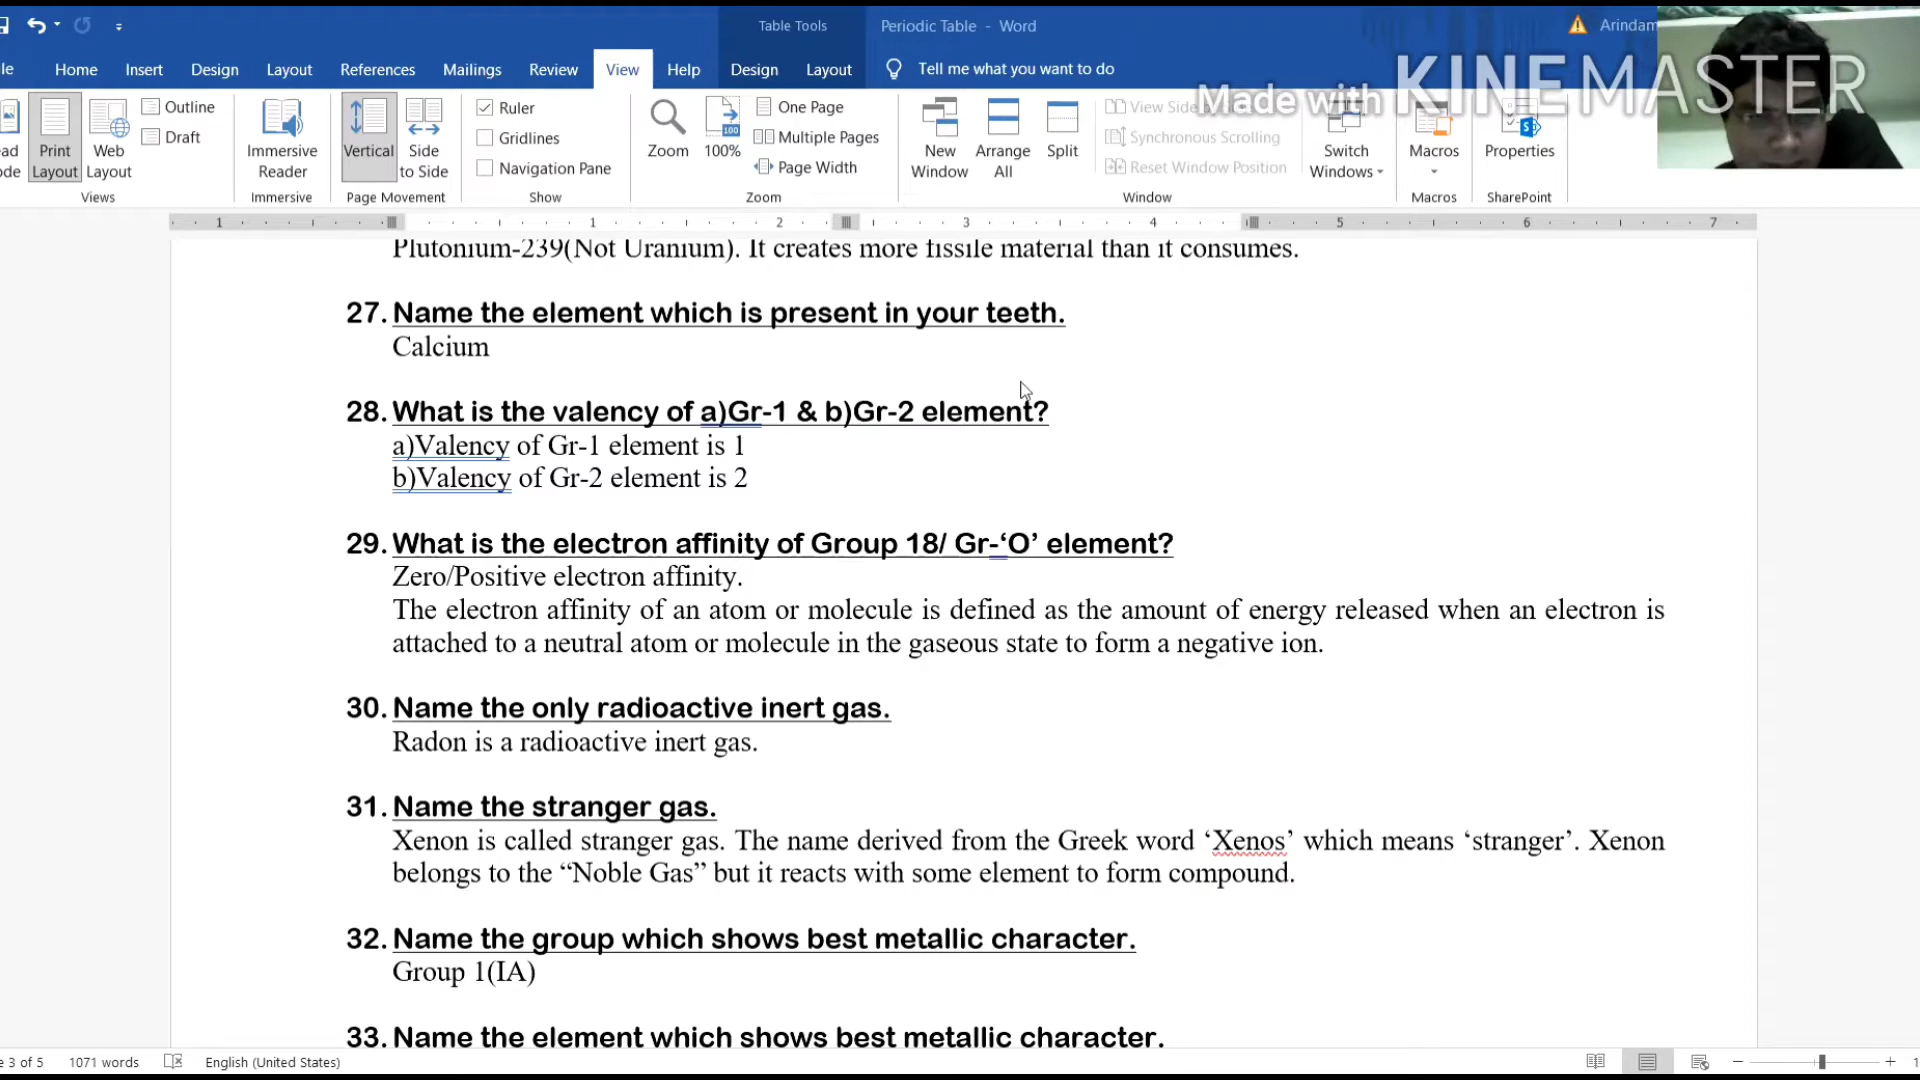 Table Tools
Periodic Table - Word
Arindam
Made with KINEMASTER
Home Insert Design Layout References Mailings Review View Help Design Layout Tell me what you want to do
Print Layout
Web Layout
Outline
Draft
Views
Immersive Reader
Immersive
Vertical
Side to Side
Page Movement
Ruler
Gridlines
Navigation Pane
Show
Zoom
100
100%
One Page
Multiple Pages
Page Width
Zoom
New Window
Arrange All
Split
View Side
Synchronous Scrolling
Reset Window Position
Window
Switch Windows
Macros
Macros
Properties
SharePoint
1 1 2 3 4 5 6 7
Plutonium-239(Not Uranium). It creates more fissile material than it consumes.
27. Name the element which is present in your teeth.
Calcium
28. What is the valency of a)Gr-1 & b)Gr-2 element?
a)Valency of Gr-1 element is 1
b)Valency of Gr-2 element is 2
29. What is the electron affinity of Group 18/ Gr-‘O’ element?
Zero/Positive electron affinity.
The electron affinity of an atom or molecule is defined as the amount of energy released when an electron is
attached to a neutral atom or molecule in the gaseous state to form a negative ion.
30. Name the only radioactive inert gas.
Radon is a radioactive inert gas.
31. Name the stranger gas.
Xenon is called stranger gas. The name derived from the Greek word ‘Xenos’ which means ‘stranger’. Xenon
belongs to the “Noble Gas” but it reacts with some element to form compound.
32. Name the group which shows best metallic character.
Group 1(IA)
33. Name the element which shows best metallic character.
3 of 5 1071 words English (United States)